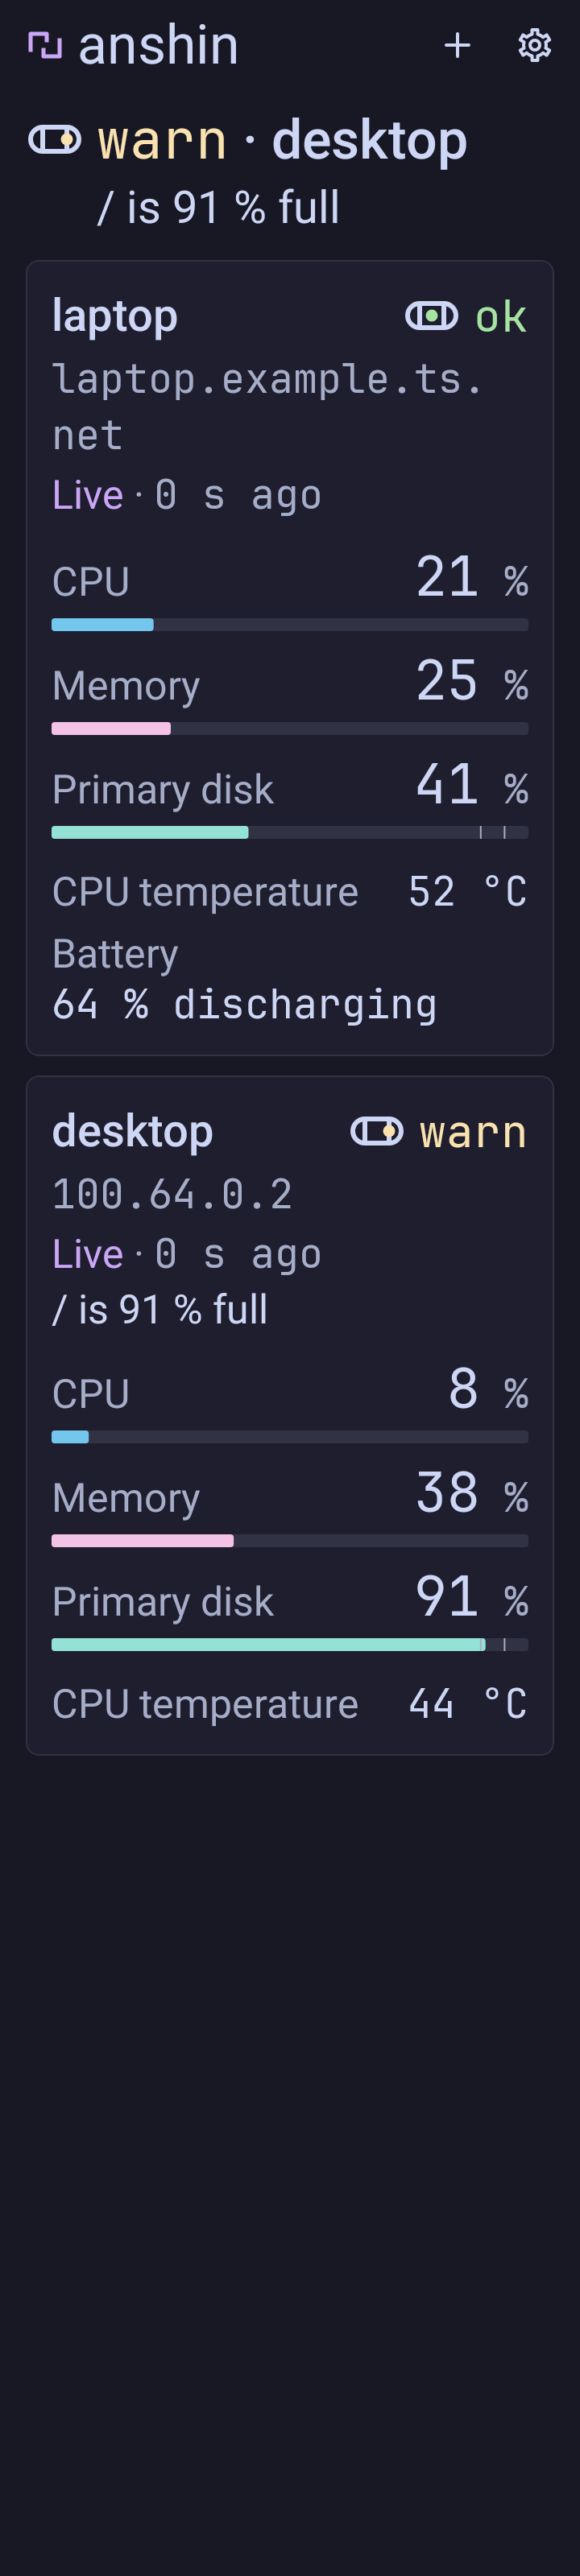 anshin
warn · desktop
/ is 91 % full
laptop
ok
laptop.example.ts.
net
Live · 0 s ago
CPU 21 %
Memory 25 %
Primary disk 41 %
CPU temperature 52 °C
Battery
64 % discharging
desktop
warn
100.64.0.2
Live · 0 s ago
/ is 91 % full
CPU 8 %
Memory 38 %
Primary disk 91 %
CPU temperature 44 °C